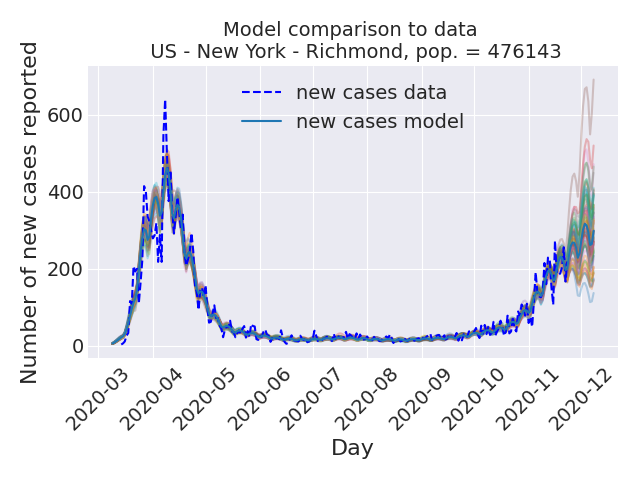 Model comparison to data
US - New York - Richmond, pop. = 476143
new cases data
new cases model
Number of new cases reported
600
400
200
0
2020-03
2020-04
2020-05
2020-06
2020-07
2020-08
2020-09
2020-10
2020-11
2020-12
Day